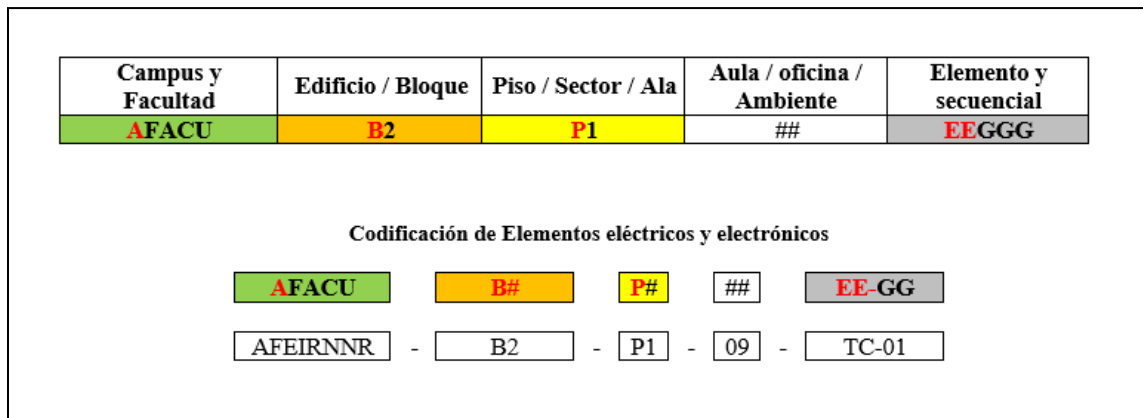 Campus y Facultad Edificio / Bloque Piso / Sector / Ala Aula / oficina / Ambiente Elemento y secuencial
AFACU B2 P1 ## EEGGG
Codificación de Elementos eléctricos y electrónicos
AFACU - B# - P# - ## - EE-GG
AFEIRNNR - B2 - P1 - 09 - TC-01